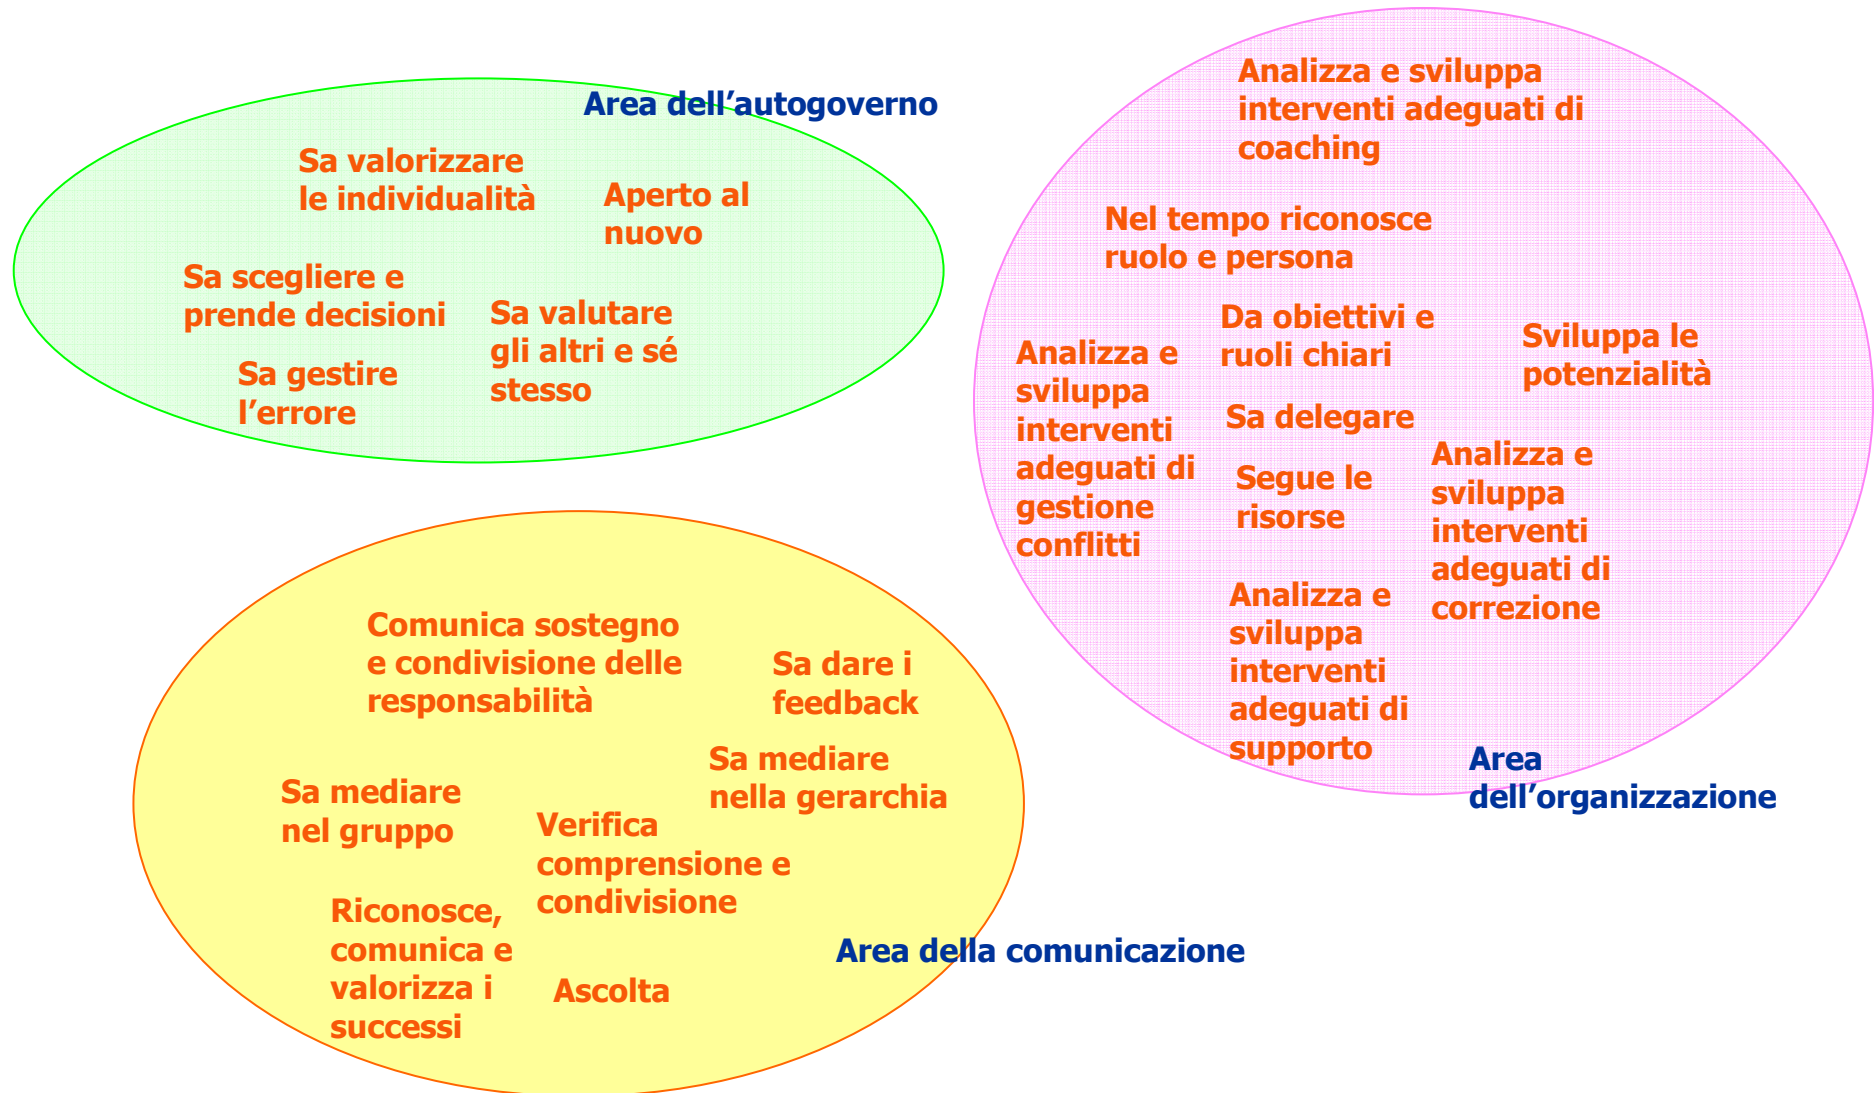 Area dell’autogoverno
Sa valorizzare
le individualità
Aperto al
nuovo
Sa scegliere e
prende decisioni
Sa valutare
gli altri e sé
stesso
Sa gestire
l’errore
Analizza e sviluppa
interventi adeguati di
coaching
Nel tempo riconosce
ruolo e persona
Da obiettivi e
ruoli chiari
Sviluppa le
potenzialità
Analizza e
sviluppa
interventi
adeguati di
gestione
conflitti
Sa delegare
Segue le
risorse
Analizza e
sviluppa
interventi
adeguati di
correzione
Analizza e
sviluppa
interventi
adeguati di
supporto
Area
dell’organizzazione
Comunica sostegno
e condivisione delle
responsabilità
Sa dare i
feedback
Sa mediare
nella gerarchia
Sa mediare
nel gruppo
Verifica
comprensione e
condivisione
Riconosce,
comunica e
valorizza i
successi
Ascolta
Area della comunicazione